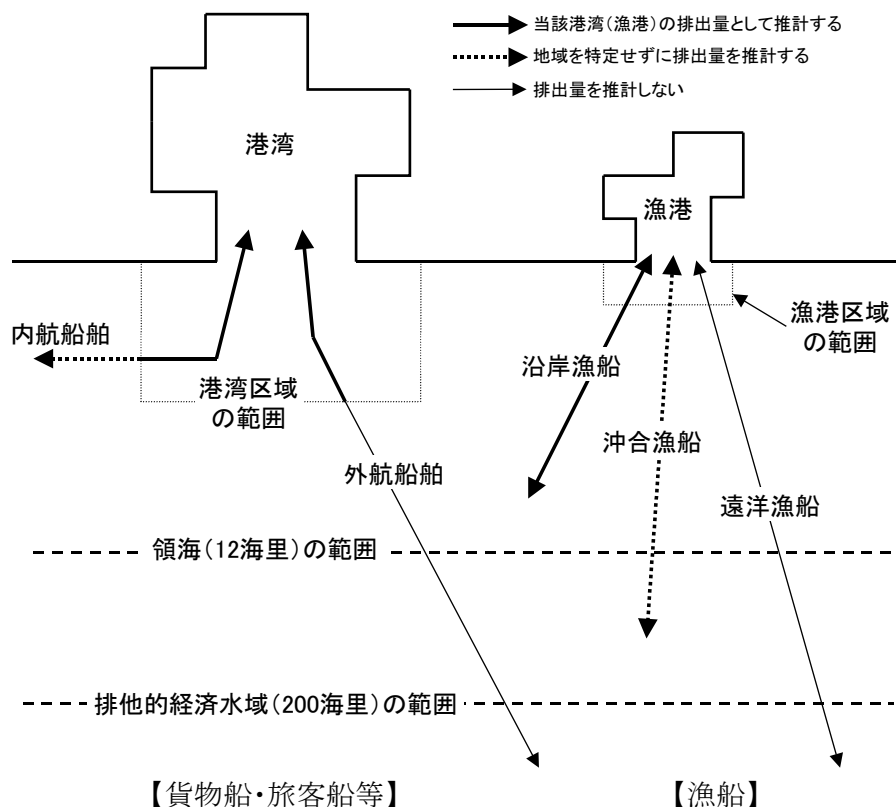 当該港湾(漁港)の排出量として推計する
地域を特定せずに排出量を推計する
排出量を推計しない
港湾
漁港
内航船舶
港湾区域
の範囲
漁港区域
の範囲
沿岸漁船
沖合漁船
外航船舶
遠洋漁船
領海(12海里)の範囲
排他的経済水域(200海里)の範囲
【貨物船・旅客船等】
【漁船】